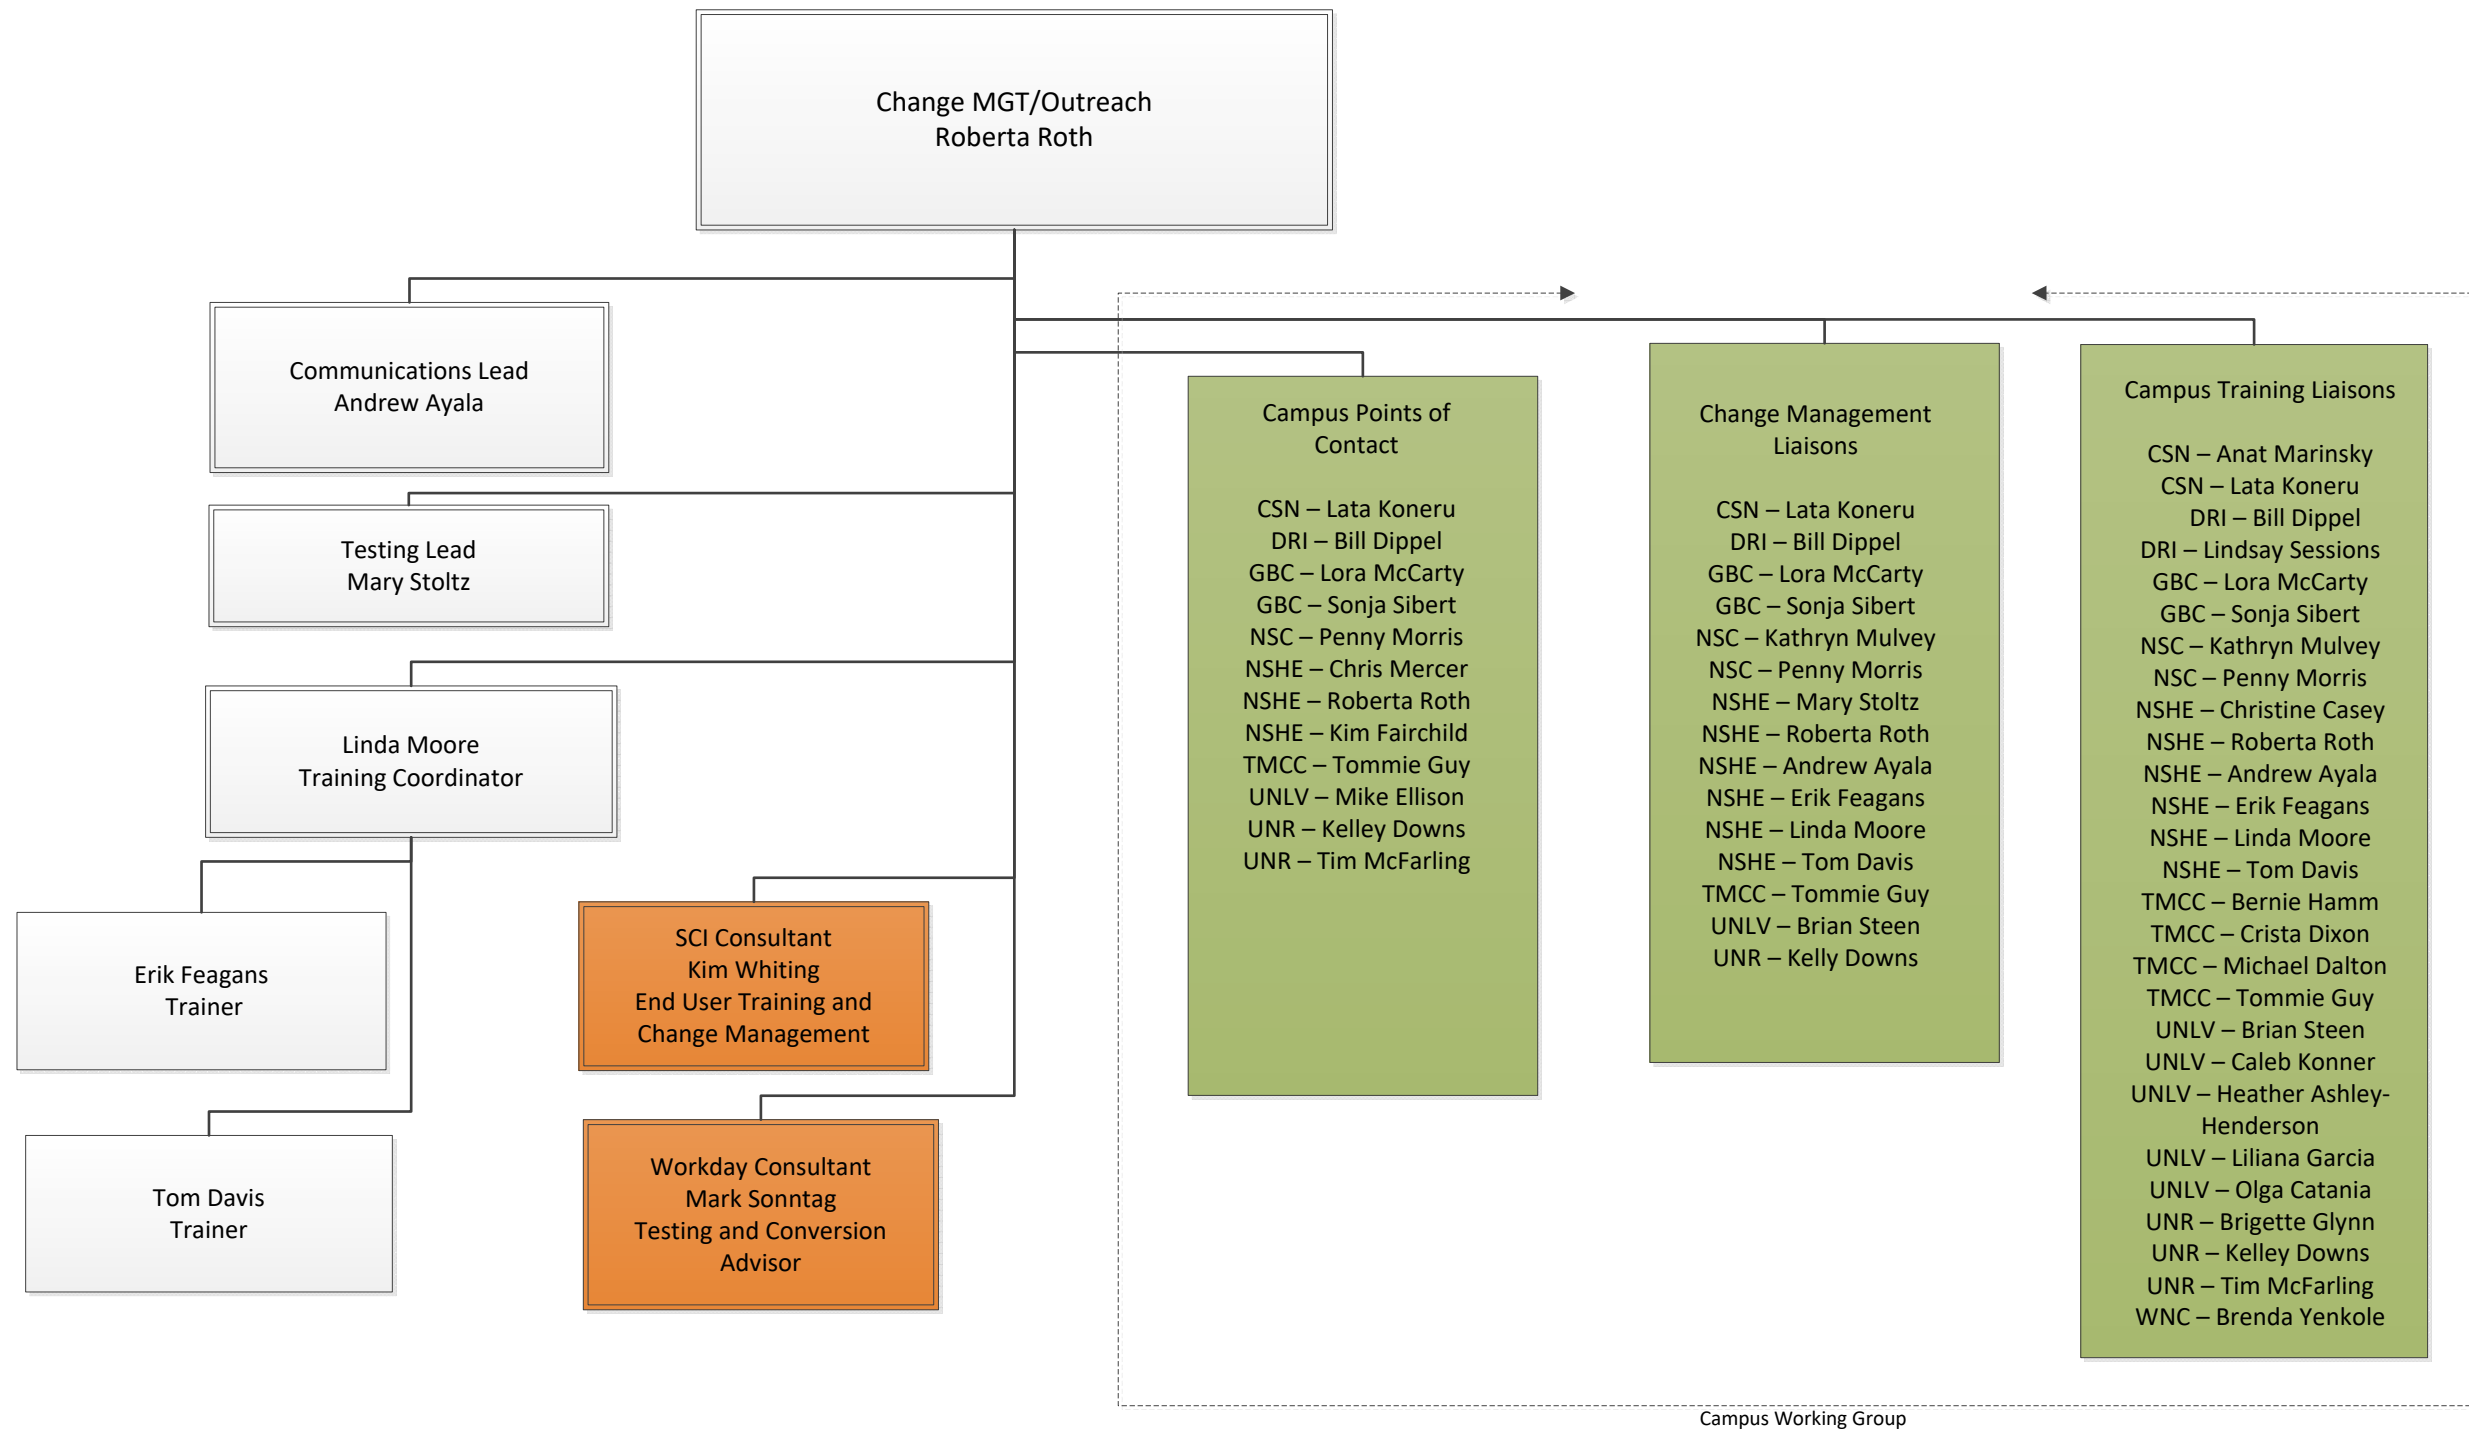 Change MGT/Outreach
Roberta Roth
Communications Lead
Andrew Ayala
Testing Lead
Mary Stoltz
Linda Moore
Training Coordinator
Erik Feagans
Trainer
Tom Davis
Trainer
SCI Consultant
Kim Whiting
End User Training and
Change Management
Workday Consultant
Mark Sonntag
Testing and Conversion
Advisor
Campus Points of
Contact
CSN – Lata Koneru
DRI – Bill Dippel
GBC – Lora McCarty
GBC – Sonja Sibert
NSC – Penny Morris
NSHE – Chris Mercer
NSHE – Roberta Roth
NSHE – Kim Fairchild
TMCC – Tommie Guy
UNLV – Mike Ellison
UNR – Kelley Downs
UNR – Tim McFarling
Change Management
Liaisons
CSN – Lata Koneru
DRI – Bill Dippel
GBC – Lora McCarty
GBC – Sonja Sibert
NSC – Kathryn Mulvey
NSC – Penny Morris
NSHE – Mary Stoltz
NSHE – Roberta Roth
NSHE – Andrew Ayala
NSHE – Erik Feagans
NSHE – Linda Moore
NSHE – Tom Davis
TMCC – Tommie Guy
UNLV – Brian Steen
UNR – Kelly Downs
Campus Training Liaisons
CSN – Anat Marinsky
CSN – Lata Koneru
DRI – Bill Dippel
DRI – Lindsay Sessions
GBC – Lora McCarty
GBC – Sonja Sibert
NSC – Kathryn Mulvey
NSC – Penny Morris
NSHE – Christine Casey
NSHE – Roberta Roth
NSHE – Andrew Ayala
NSHE – Erik Feagans
NSHE – Linda Moore
NSHE – Tom Davis
TMCC – Bernie Hamm
TMCC – Crista Dixon
TMCC – Michael Dalton
TMCC – Tommie Guy
UNLV – Brian Steen
UNLV – Caleb Konner
UNLV – Heather Ashley-
Henderson
UNLV – Liliana Garcia
UNLV – Olga Catania
UNR – Brigette Glynn
UNR – Kelley Downs
UNR – Tim McFarling
WNC – Brenda Yenkole
Campus Working Group